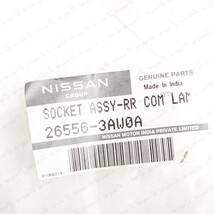 NISSAN
GROUP
GENUINE PARTS
Made In India
SOCKET ASSY-RR COM LAM
26556-3AW0A
NISSAN MOTOR INDIA PRIVATE LIMITED